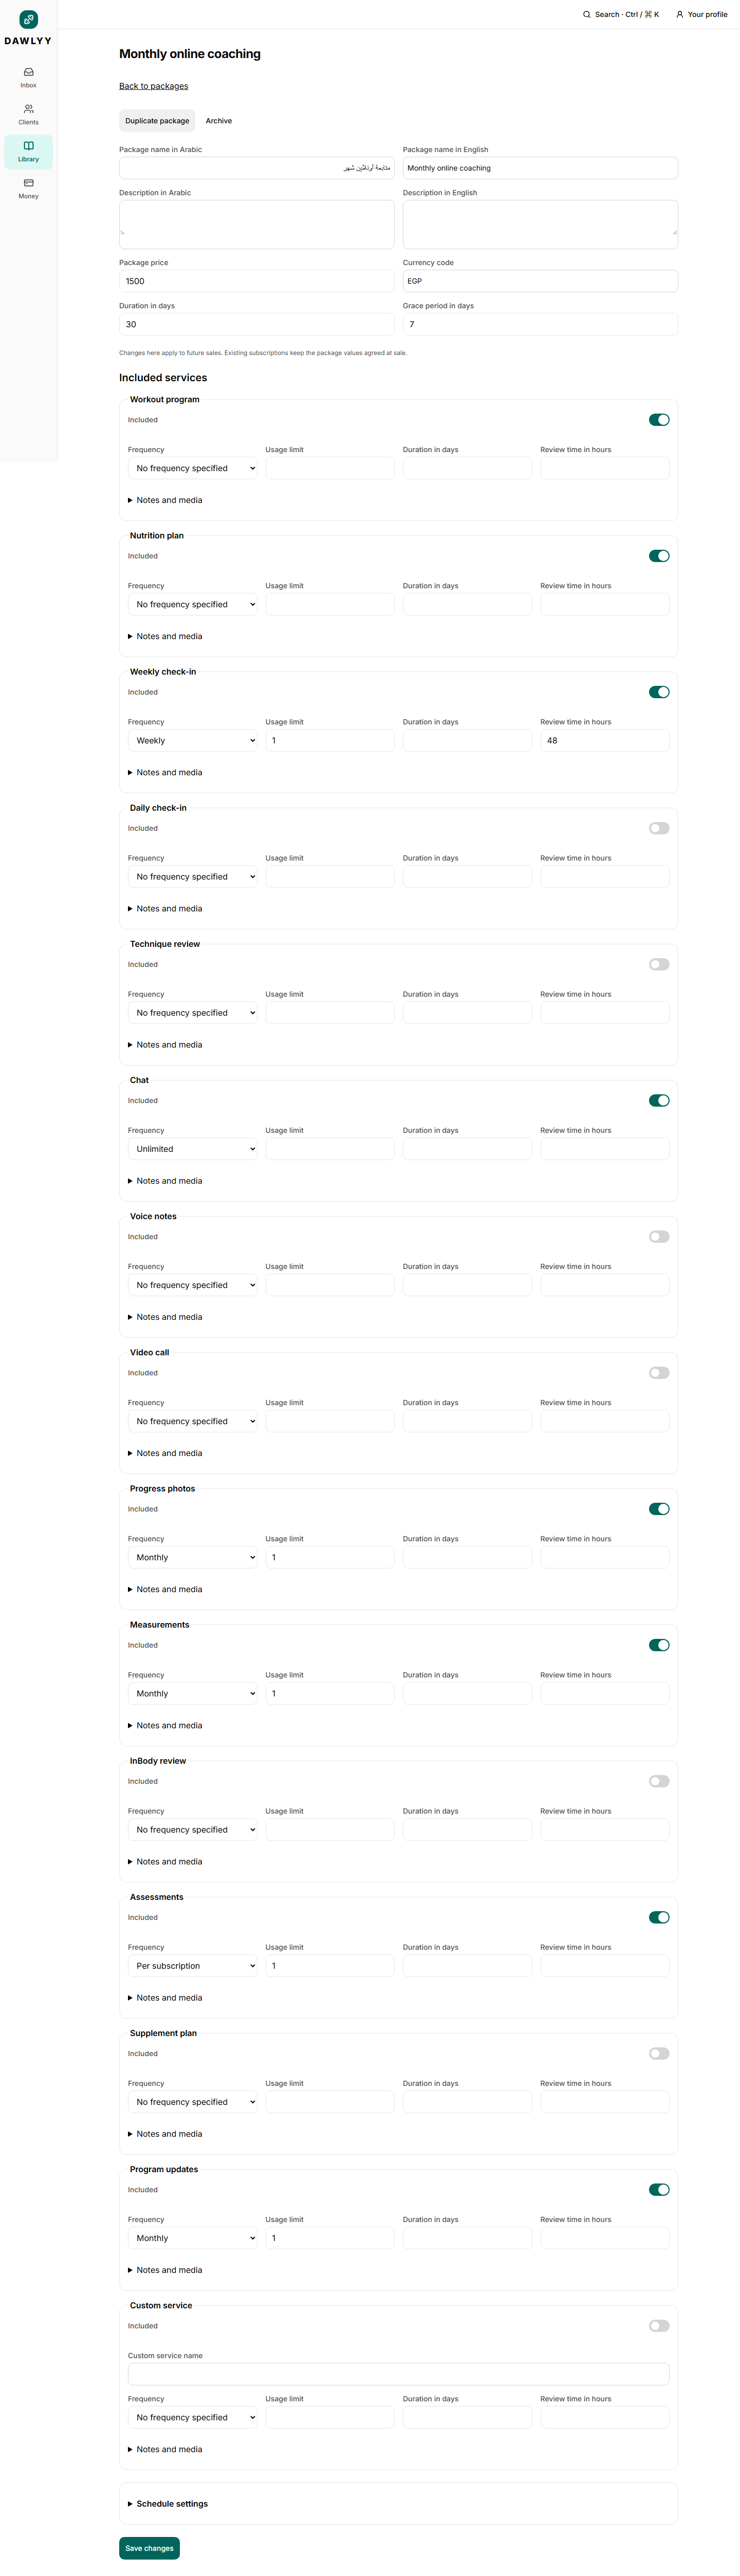 Search · Ctrl / ⌘ K
Your profile
DAWLYY
Inbox
Clients
Library
Money
Monthly online coaching
Back to packages
Duplicate package
Archive
Package name in Arabic
Package name in English
متابعة أونلاين شهر
Monthly online coaching
Description in Arabic
Description in English
Package price
Currency code
1500
EGP
Duration in days
Grace period in days
30
7
Changes here apply to future sales. Existing subscriptions keep the package values agreed at sale.
Included services
Workout program
Included
Frequency Usage limit Duration in days Review time in hours
No frequency specified
Notes and media
Nutrition plan
Included
Frequency Usage limit Duration in days Review time in hours
No frequency specified
Notes and media
Weekly check-in
Included
Frequency Usage limit Duration in days Review time in hours
Weekly 1 48
Notes and media
Daily check-in
Included
Frequency Usage limit Duration in days Review time in hours
No frequency specified
Notes and media
Technique review
Included
Frequency Usage limit Duration in days Review time in hours
No frequency specified
Notes and media
Chat
Included
Frequency Usage limit Duration in days Review time in hours
Unlimited
Notes and media
Voice notes
Included
Frequency Usage limit Duration in days Review time in hours
No frequency specified
Notes and media
Video call
Included
Frequency Usage limit Duration in days Review time in hours
No frequency specified
Notes and media
Progress photos
Included
Frequency Usage limit Duration in days Review time in hours
Monthly 1
Notes and media
Measurements
Included
Frequency Usage limit Duration in days Review time in hours
Monthly 1
Notes and media
InBody review
Included
Frequency Usage limit Duration in days Review time in hours
No frequency specified
Notes and media
Assessments
Included
Frequency Usage limit Duration in days Review time in hours
Per subscription 1
Notes and media
Supplement plan
Included
Frequency Usage limit Duration in days Review time in hours
No frequency specified
Notes and media
Program updates
Included
Frequency Usage limit Duration in days Review time in hours
Monthly 1
Notes and media
Custom service
Included
Custom service name
Frequency Usage limit Duration in days Review time in hours
No frequency specified
Notes and media
Schedule settings
Save changes